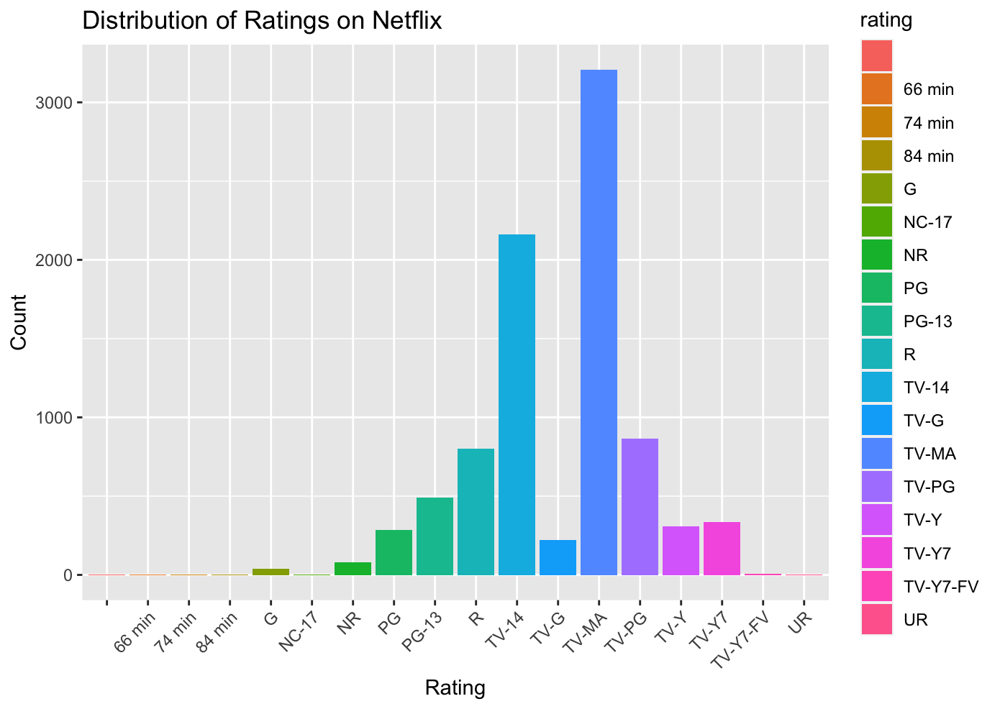 Distribution of Ratings on Netflix
Count
3000
2000
1000
0
66 min
74 min
84 min
G
NC-17
NR
PG
PG-13
R
TV-14
TV-G
TV-MA
TV-PG
TV-Y
TV-Y7
TV-Y7-FV
UR
Rating
rating
66 min
74 min
84 min
G
NC-17
NR
PG
PG-13
R
TV-14
TV-G
TV-MA
TV-PG
TV-Y
TV-Y7
TV-Y7-FV
UR